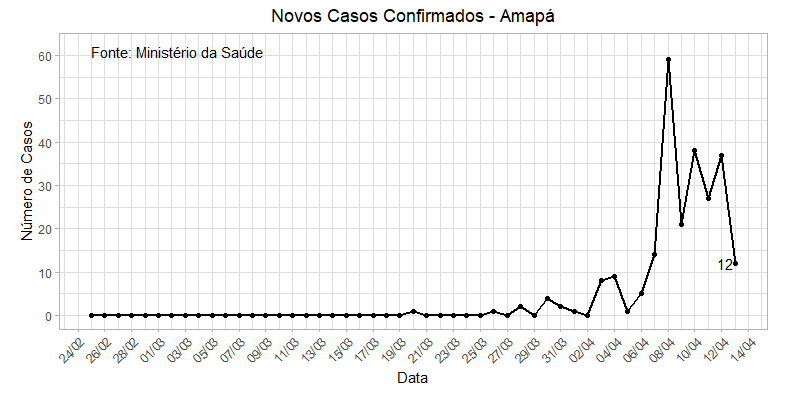 Novos Casos Confirmados - Amapá
Fonte: Ministério da Saúde
Número de Casos
60
50
40
30
20
10
0
12
24/02 26/02 28/02 01/03 03/03 05/03 07/03 09/03 11/03 13/03 15/03 17/03 19/03 21/03 23/03 25/03 27/03 29/03 31/03 02/04 04/04 06/04 08/04 10/04 12/04 14/04
Data